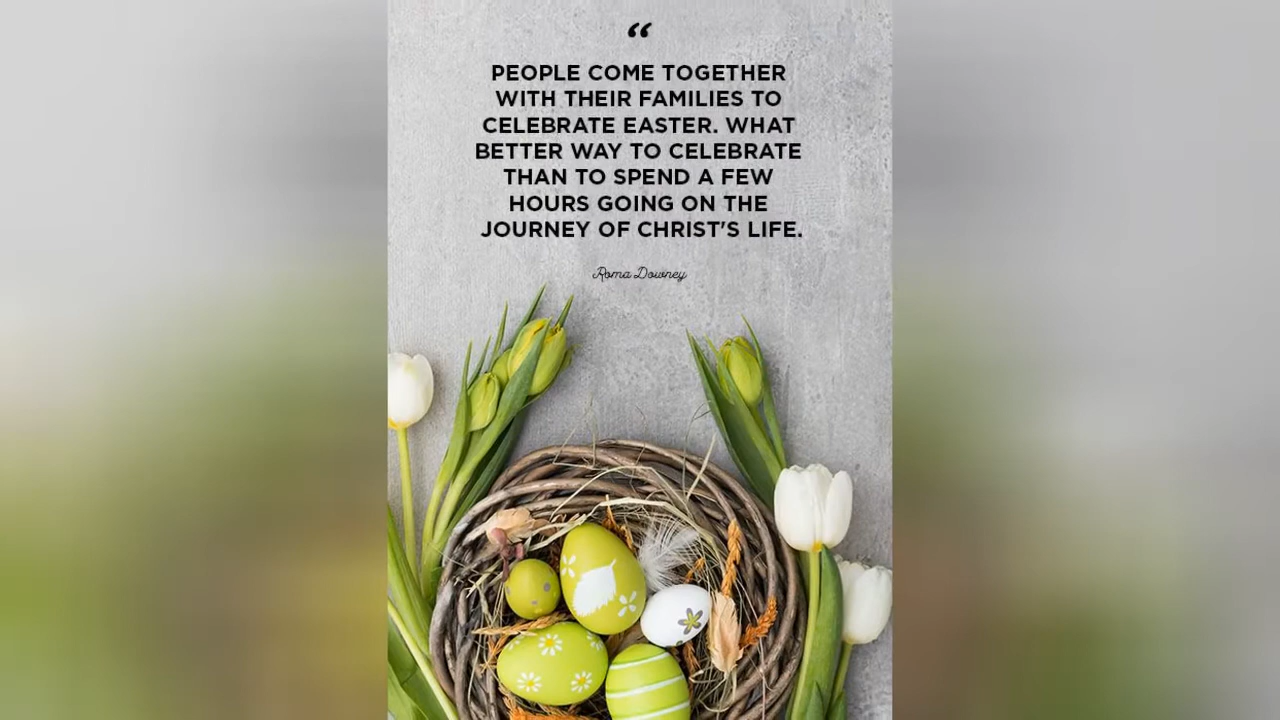 “
PEOPLE COME TOGETHER
WITH THEIR FAMILIES TO
CELEBRATE EASTER. WHAT
BETTER WAY TO CELEBRATE
THAN TO SPEND A FEW
HOURS GOING ON THE
JOURNEY OF CHRIST'S LIFE.
Roma Downey